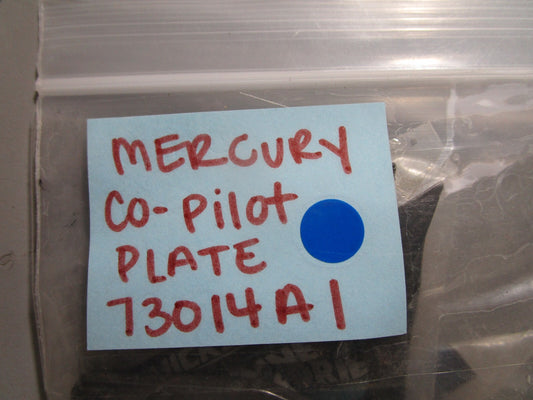 MERCURY
Co-Pilot
PLATE
73014A1